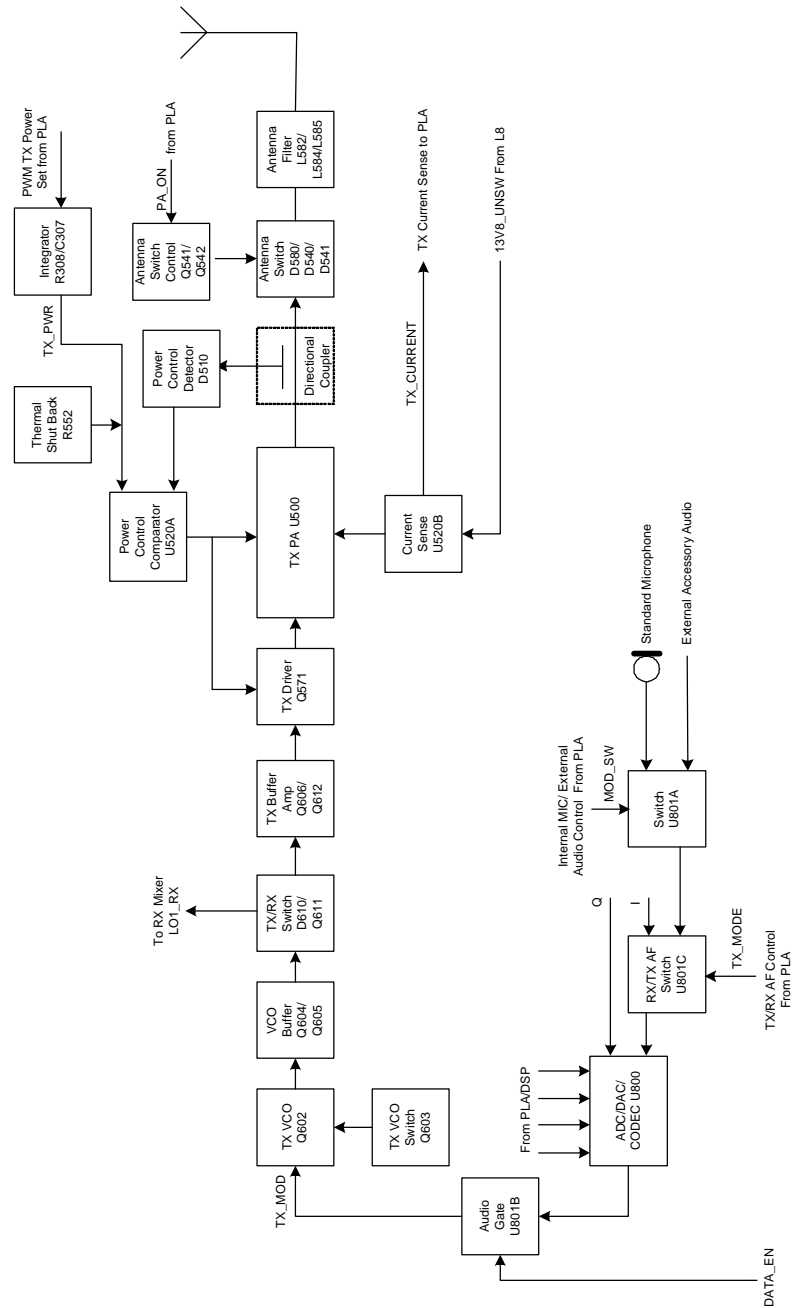 PWM TX Power
Set from PLA
Integrator
R308/C307
TX_PWR
Thermal
Shut Back
R552
PA_ON
from PLA
Antenna
Switch
Control
Q541/
Q542
Power
Control
Detector
D510
Power
Control
Comparator
U520A
To RX Mixer
LO1_RX
TX_MOD
TX VCO
Q602
VCO
Buffer
Q604/
Q605
TX/RX
Switch
D610/
Q611
TX Buffer
Amp
Q606/
Q612
TX Driver
Q571
TX PA U500
Directional
Coupler
Antenna
Switch
D580/
D540/
D541
Antenna
Filter
L582/
L584/L585
TX VCO
Switch
Q603
Current
Sense
U520B
TX_CURRENT
TX Current Sense to PLA
13V8_UNSW From L8
Audio
Gate
U801B
DATA_EN
From PLA/DSP
ADC/DAC/
CODEC U800
Q
I
RX/TX AF
Switch
U801C
TX_MODE
TX/RX AF Control
From PLA
Internal MIC/ External
Audio Control From PLA
MOD_SW
Switch
U801A
Standard Microphone
External Accessory Audio